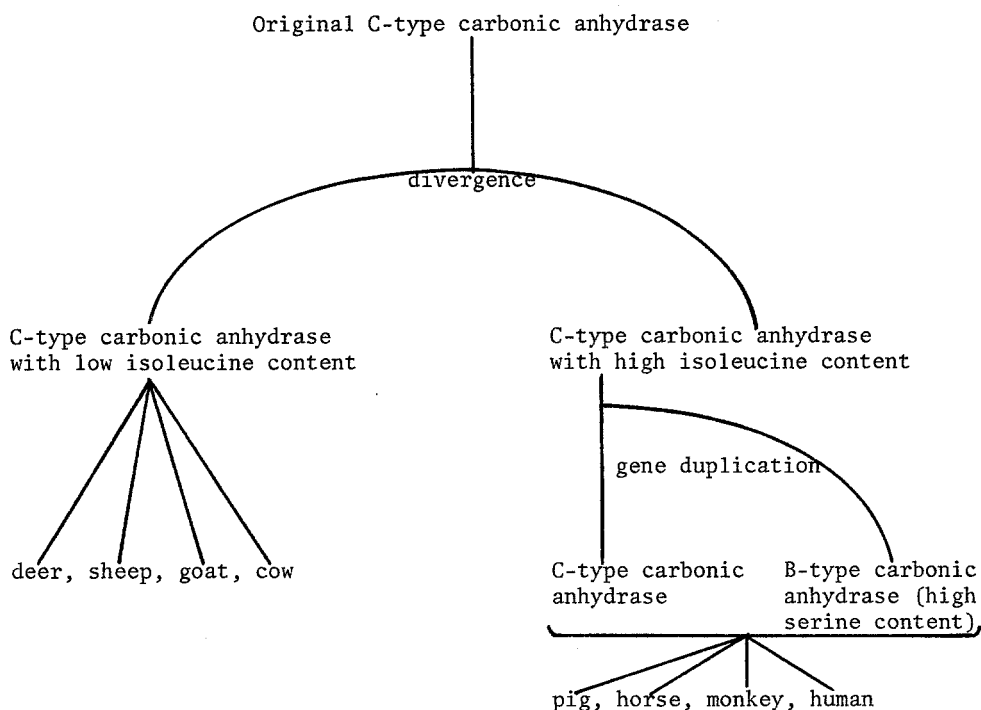 Original C-type carbonic anhydrase
divergence
C-type carbonic anhydrase
with low isoleucine content
C-type carbonic anhydrase
with high isoleucine content
gene duplication
deer, sheep, goat, cow
C-type carbonic
anhydrase
B-type carbonic
anhydrase (high
serine content)
pig, horse, monkey, human